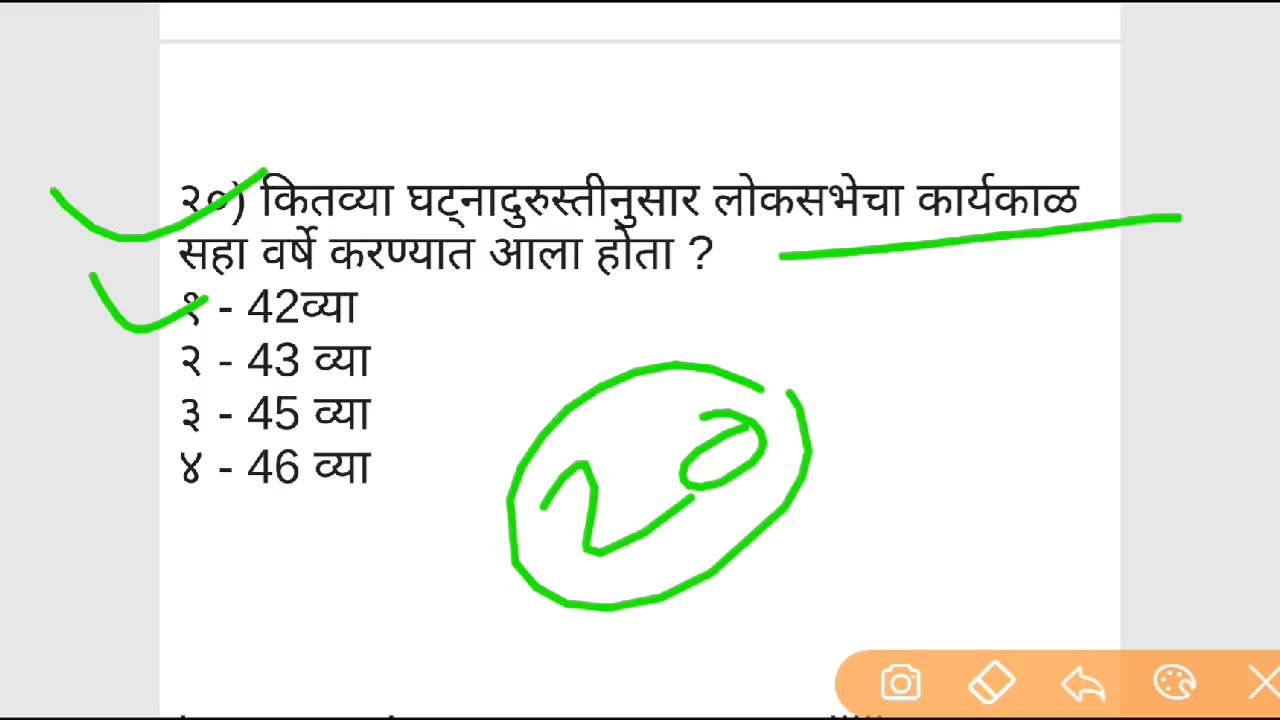 २०) कितव्या घट्नादुरुस्तीनुसार लोकसभेचा कार्यकाळ
सहा वर्षे करण्यात आला होता ?
१ - 42व्या
२ - 43 व्या
३ - 45 व्या
४ - 46 व्या
20